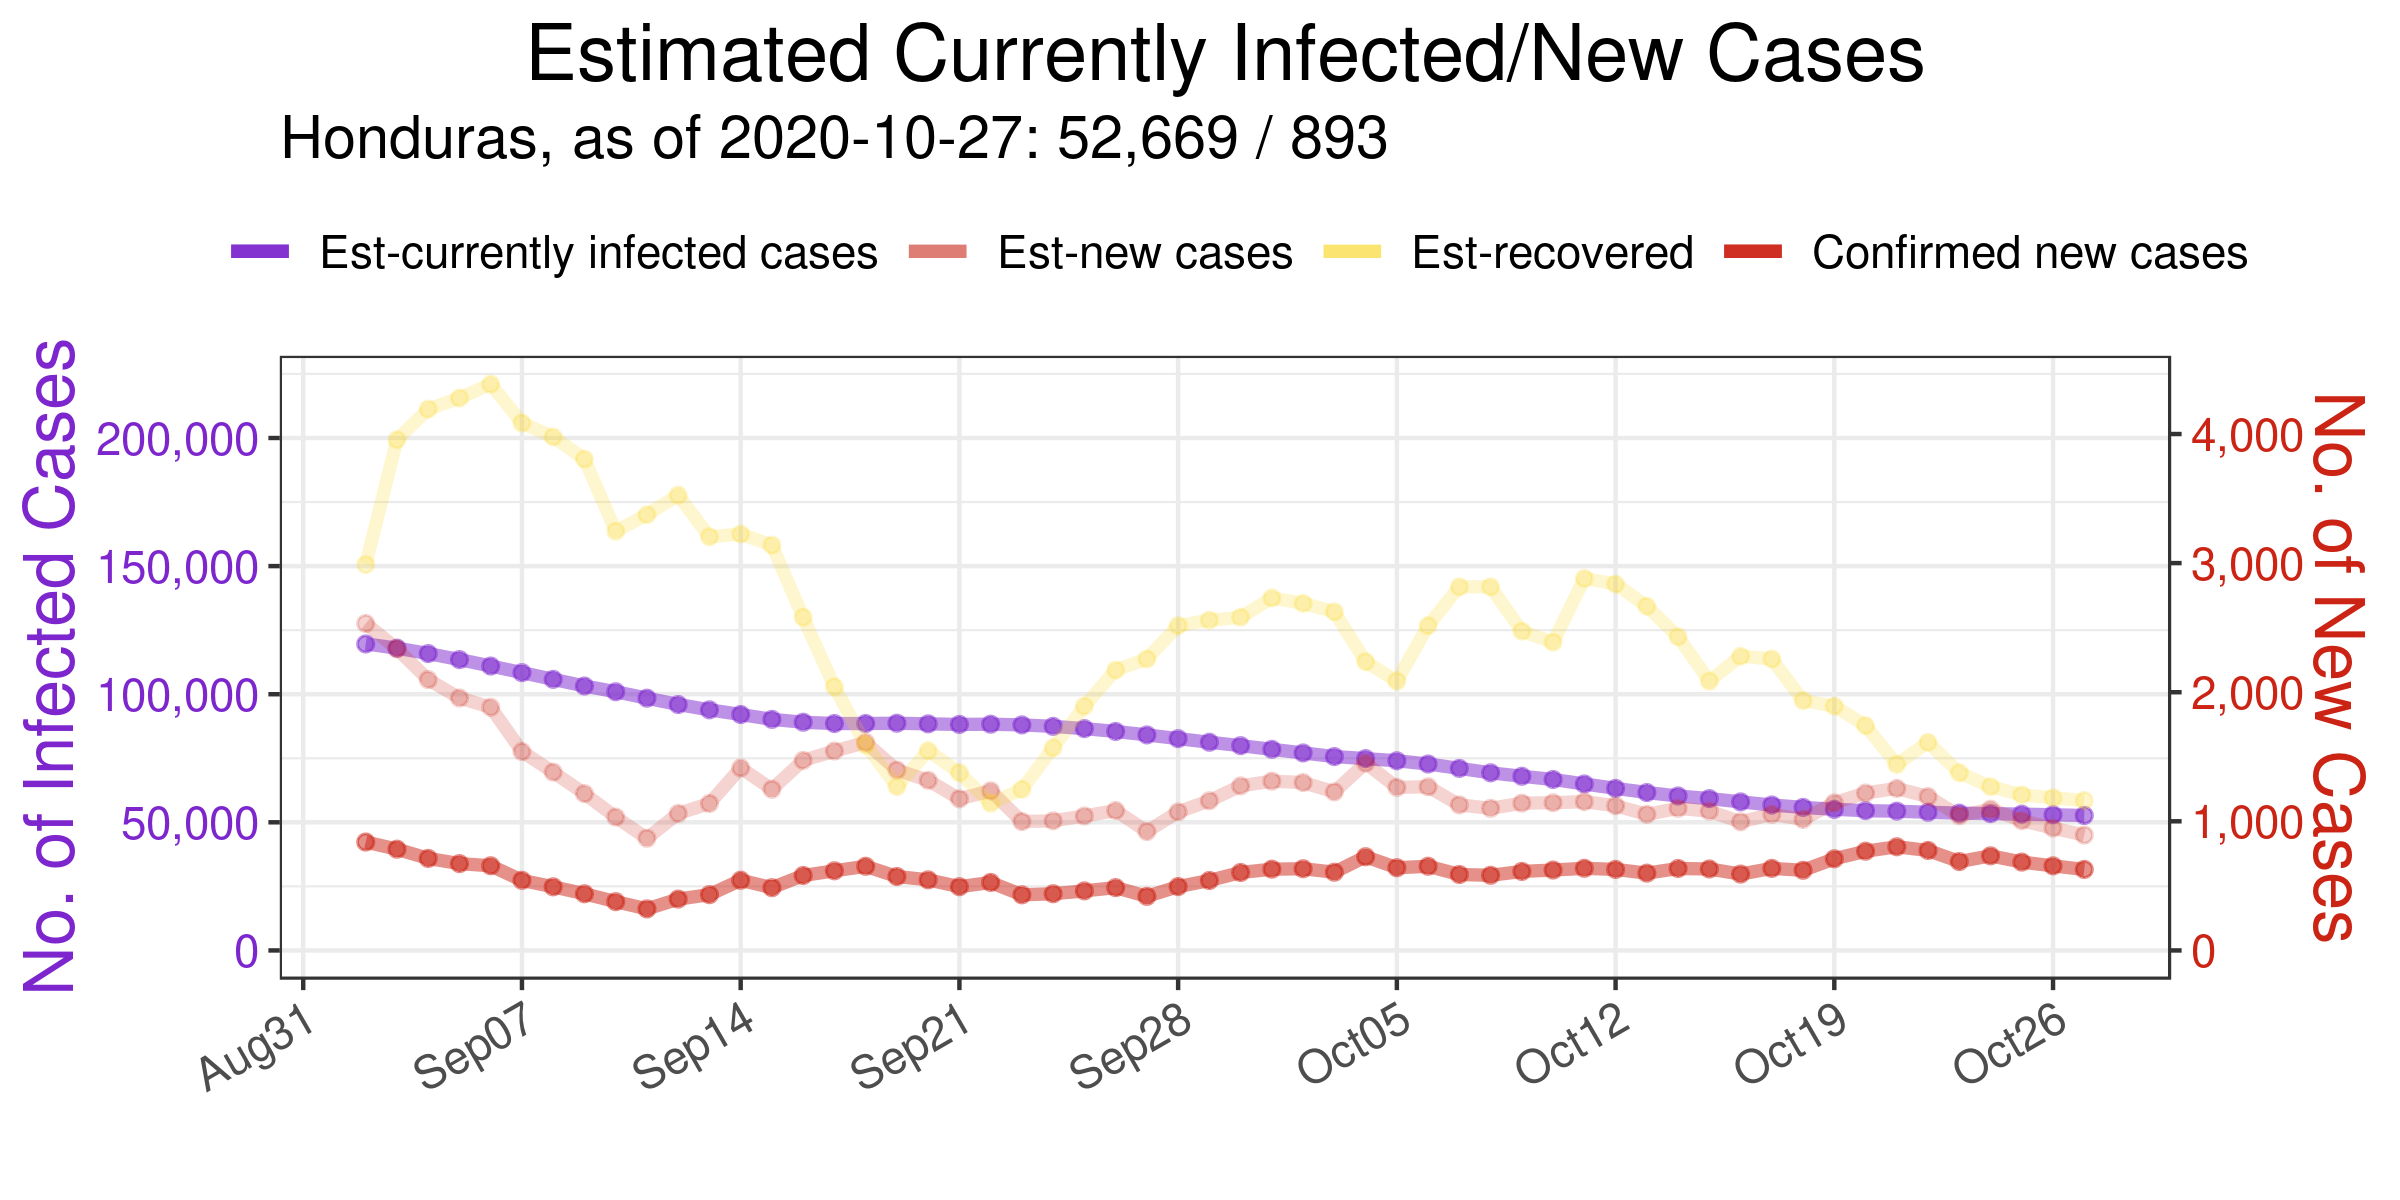 Estimated Currently Infected/New Cases
Honduras, as of 2020-10-27: 52,669 / 893
Est-currently infected cases Est-new cases Est-recovered Confirmed new cases
No. of Infected Cases
200,000
150,000
100,000
50,000
0
4,000
3,000
2,000
1,000
0
No. of New Cases
Aug31 Sep07 Sep14 Sep21 Sep28 Oct05 Oct12 Oct19 Oct26